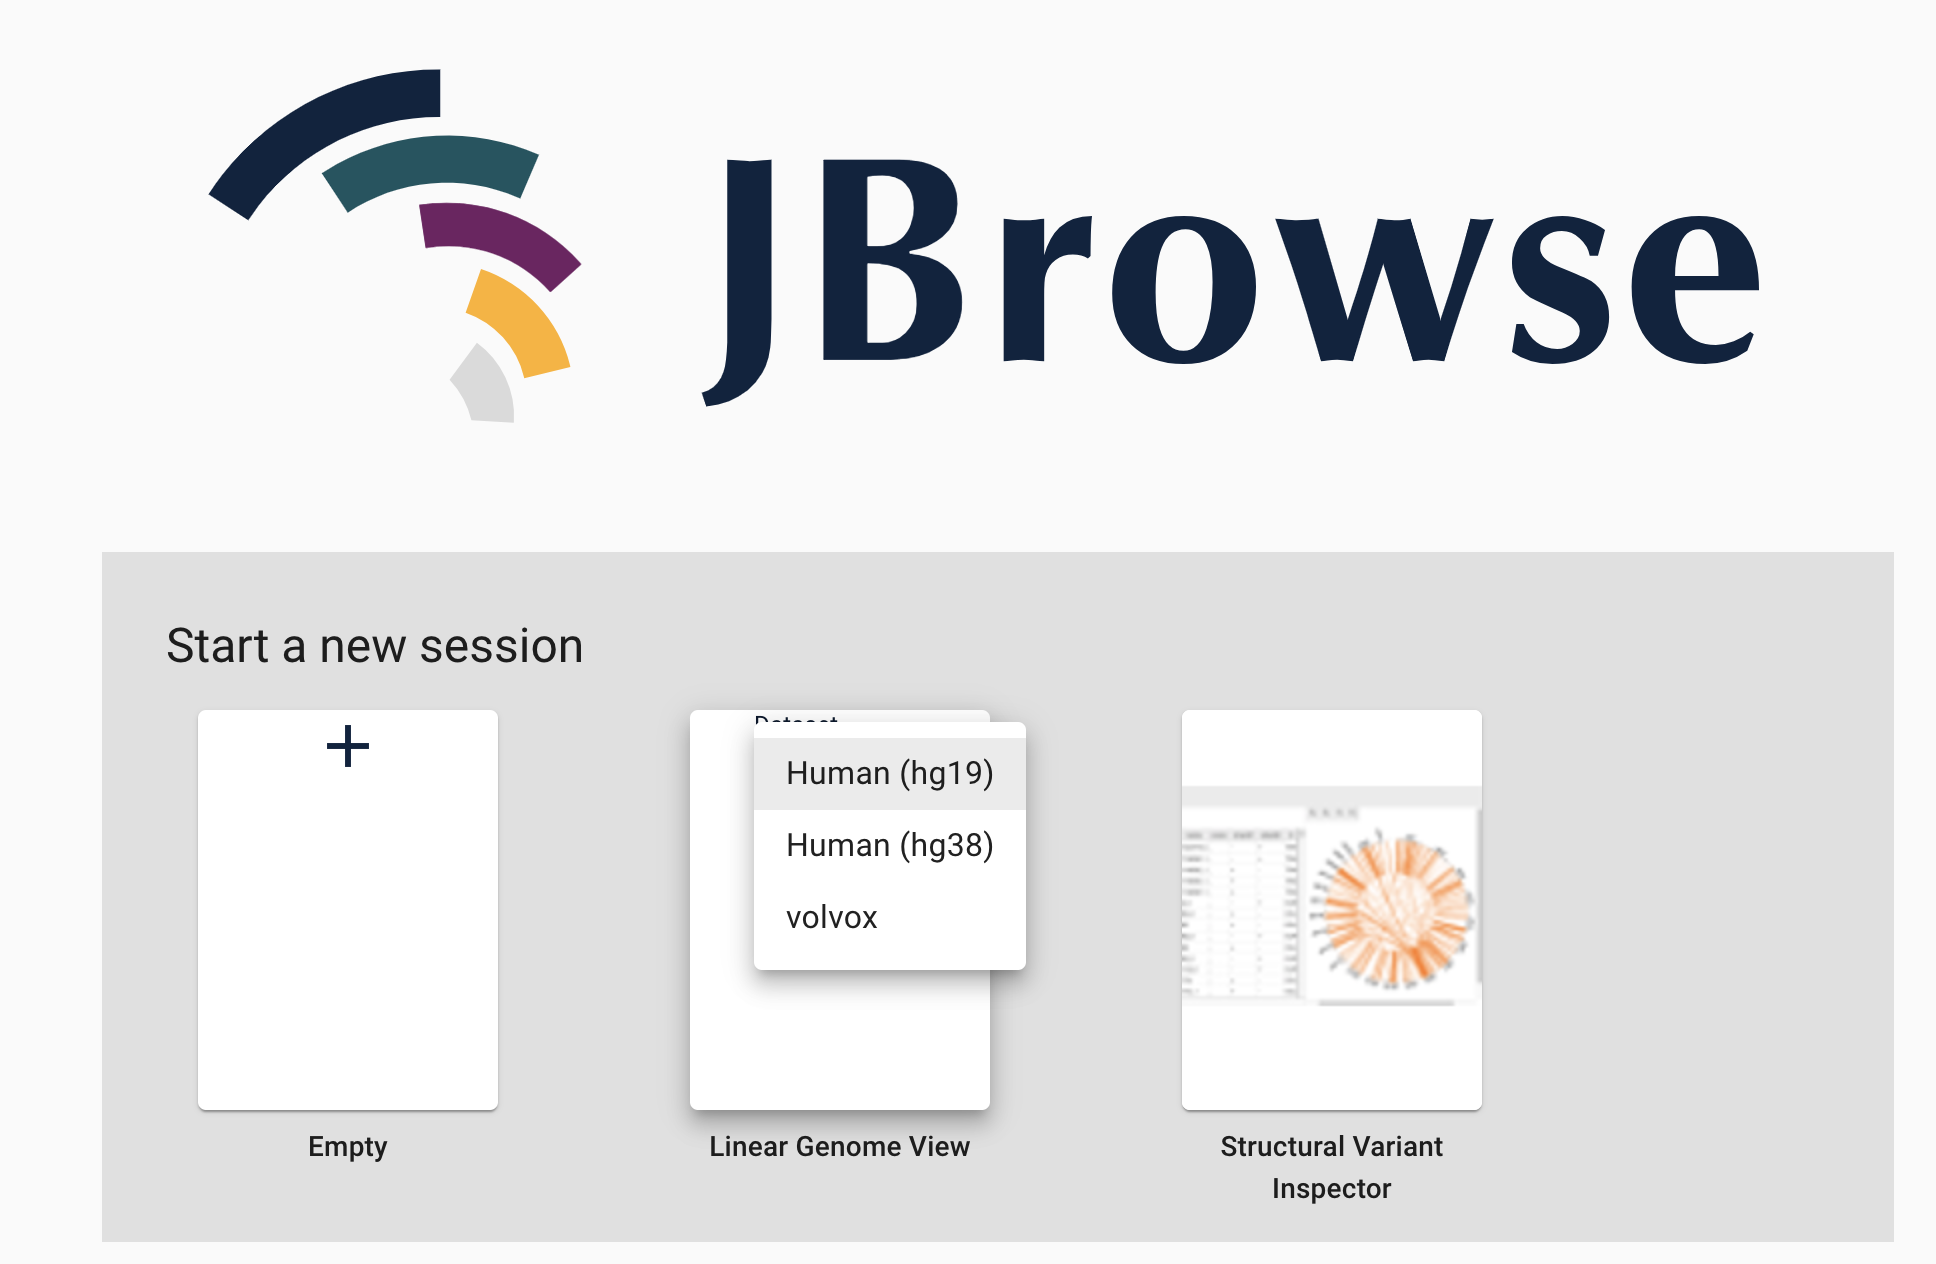 JBrowse
Start a new session
Dataset
Human (hg19)
Human (hg38)
volvox
Empty
Linear Genome View
Structural Variant
Inspector